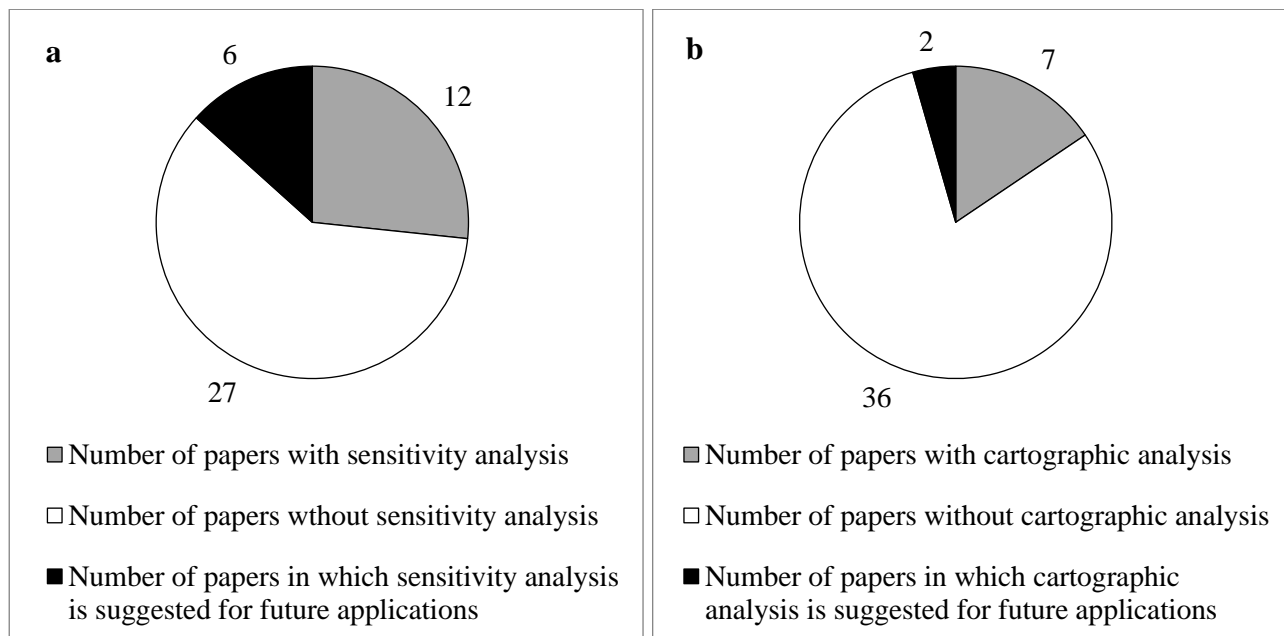 a
6
12
27
Number of papers with sensitivity analysis
Number of papers wthout sensitivity analysis
Number of papers in which sensitivity analysis
is suggested for future applications
b
2
7
36
Number of papers with cartographic analysis
Number of papers without cartographic analysis
Number of papers in which cartographic
analysis is suggested for future applications